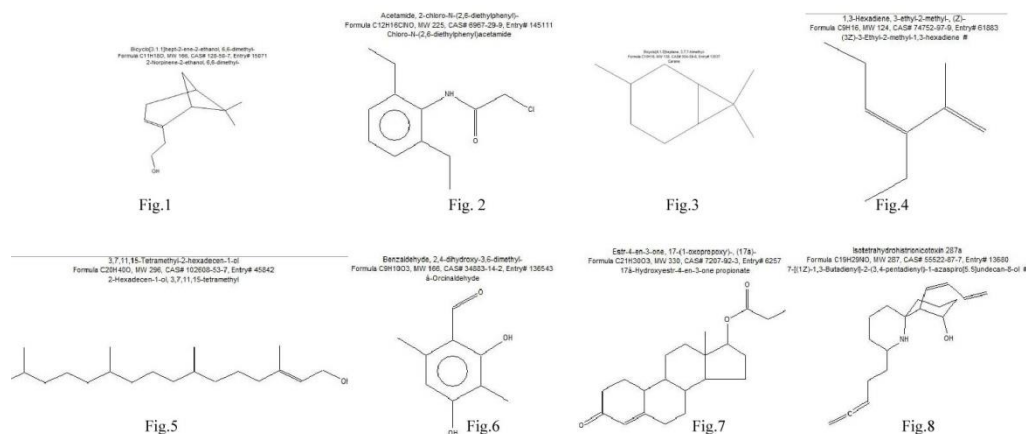 Bicyclo[3.1.1]hept-2-ene-2-ethanol, 6,6-dimethyl-
Formula C11H18O, MW 166, CAS# 128-50-7, Entry# 15971
2-Norpinene-2-ethanol, 6,6-dimethyl-
OH
Fig.1
Acetamide, 2-chloro-N-(2,6-diethylphenyl)-
Formula C12H16ClNO, MW 225, CAS# 6967-29-9, Entry# 145111
Chloro-N-(2,6-diethylphenyl)acetamide
NH
Cl
O
Fig. 2
Carane
Fig.3
1,3-Hexadiene, 3-ethyl-2-methyl-, (Z)-
Formula C9H16, MW 124, CAS# 74752-97-9, Entry# 61883
(3Z)-3-Ethyl-2-methyl-1,3-hexadiene #
Fig.4
3,7,11,15-Tetramethyl-2-hexadecen-1-ol
Formula C20H40O, MW 296, CAS# 102608-53-7, Entry# 45842
2-Hexadecen-1-ol, 3,7,11,15-tetramethyl
OH
Fig.5
Benzaldehyde, 2,4-dihydroxy-3,6-dimethyl-
Formula C9H10O3, MW 166, CAS# 34883-14-2, Entry# 136543
á-Orcinaldehyde
O
OH
OH
Fig.6
Estr-4-en-3-one, 17-(1-oxopropoxy)-, (17à)-
Formula C21H30O3, MW 330, CAS# 7207-92-3, Entry# 6257
17á-Hydroxyestr-4-en-3-one propionate
O
O
O
Fig.7
Isotetrahydrohistrionicotoxin 287a
Formula C19H29NO, MW 287, CAS# 55522-87-7, Entry# 13680
7-[(1Z)-1,3-Butadienyl]-2-(3,4-pentadienyl)-1-azaspiro[5.5]undecan-8-ol #
NH
OH
C
Fig.8